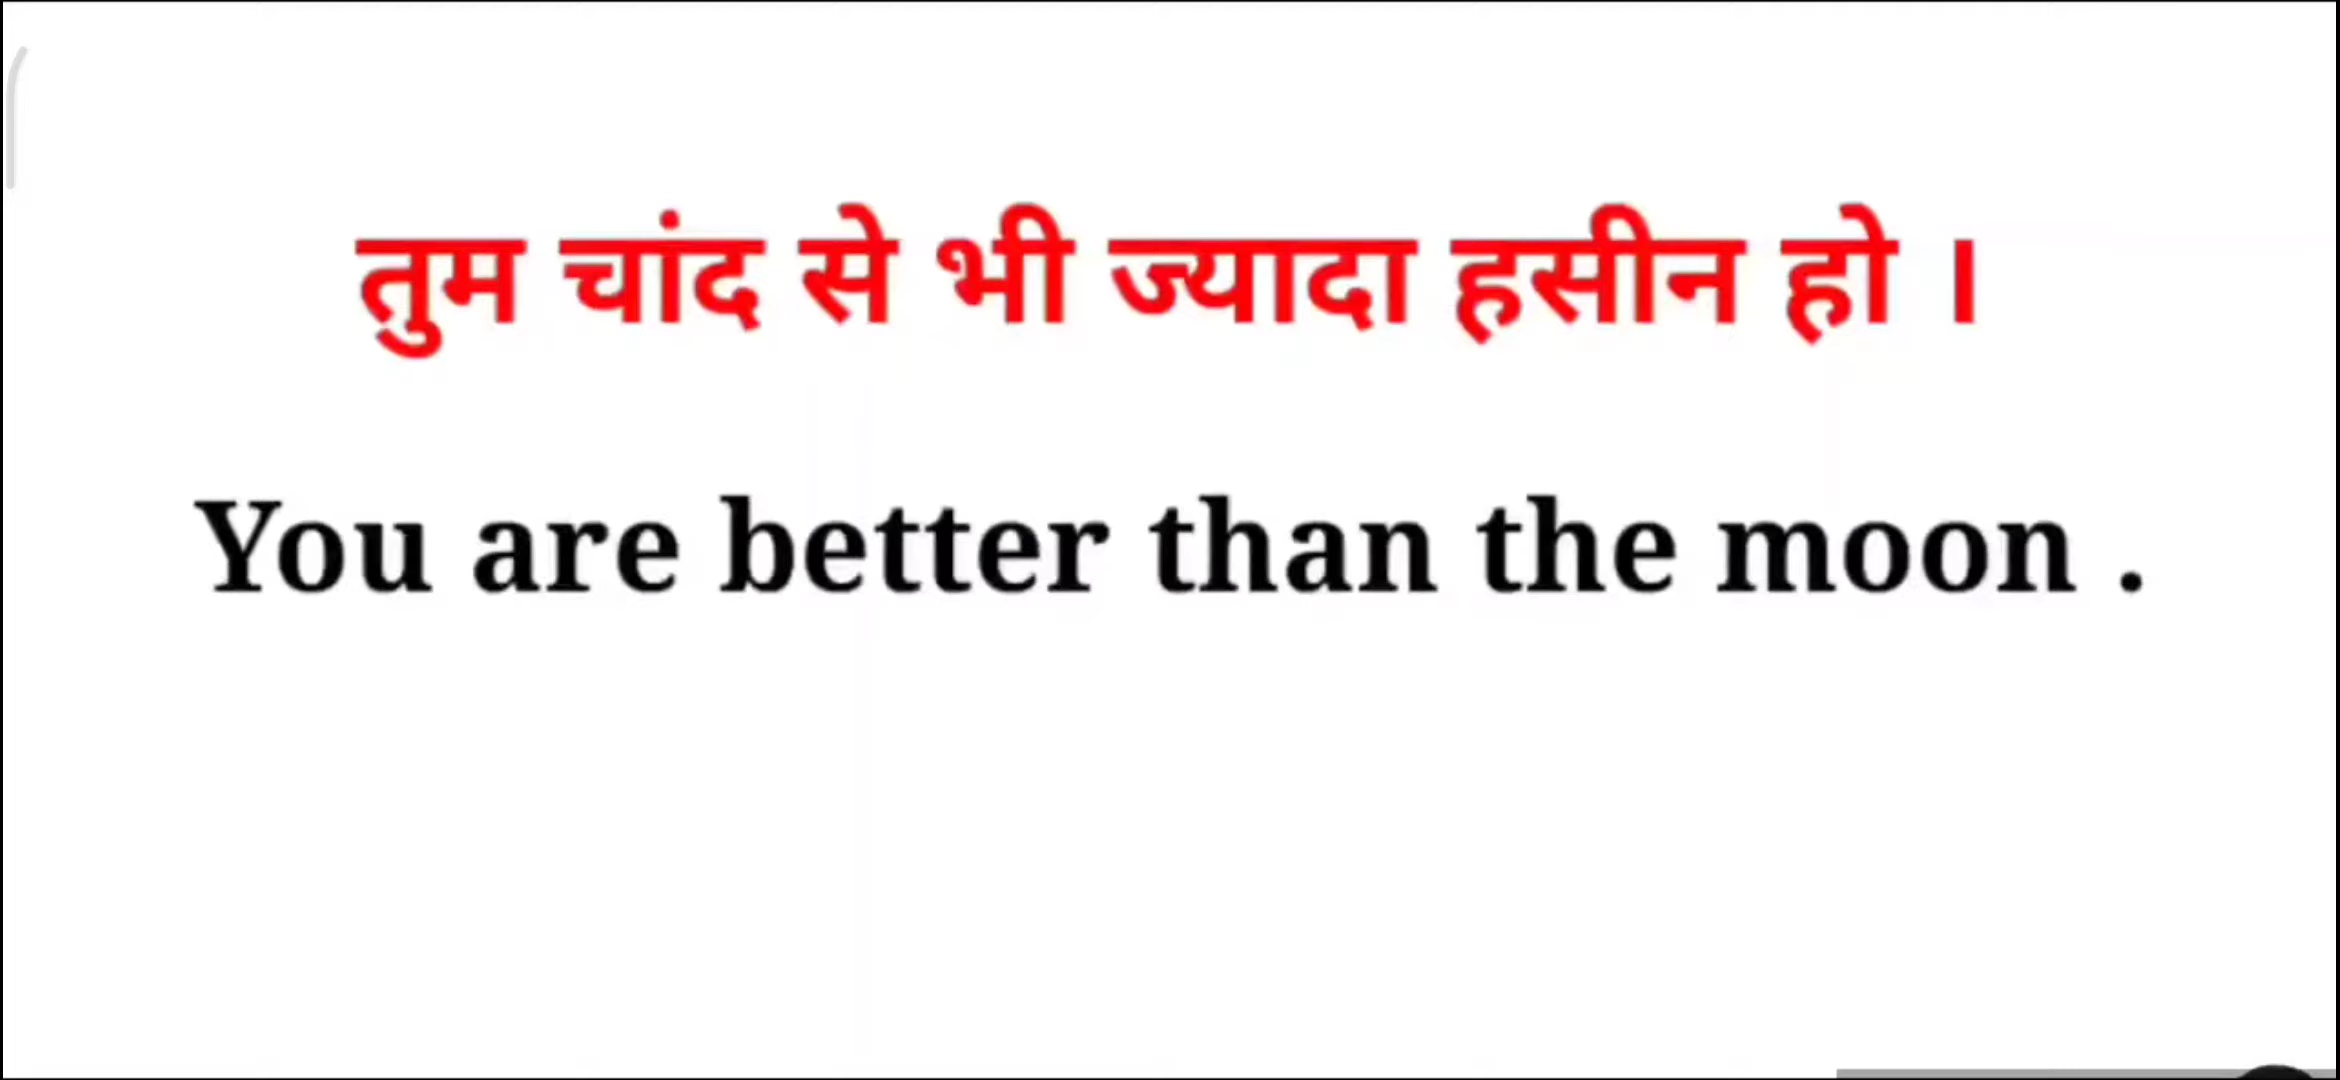 तुम चांद से भी ज्यादा हसीन हो ।
You are better than the moon .